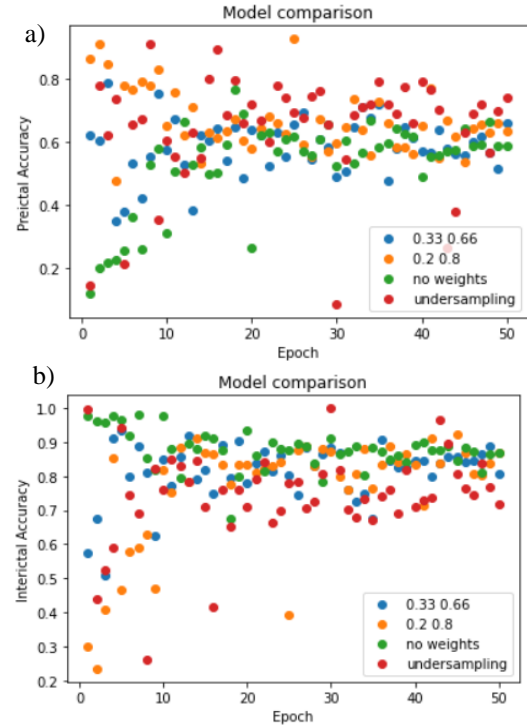 a)
Model comparison
Preictal Accuracy
0.8
0.6
0.4
0.2
0 10 20 30 40 50
Epoch
0.33 0.66
0.2 0.8
no weights
undersampling
b)
Model comparison
Interictal Accuracy
1.0
0.9
0.8
0.7
0.6
0.5
0.4
0.3
0.2
0 10 20 30 40 50
Epoch
0.33 0.66
0.2 0.8
no weights
undersampling